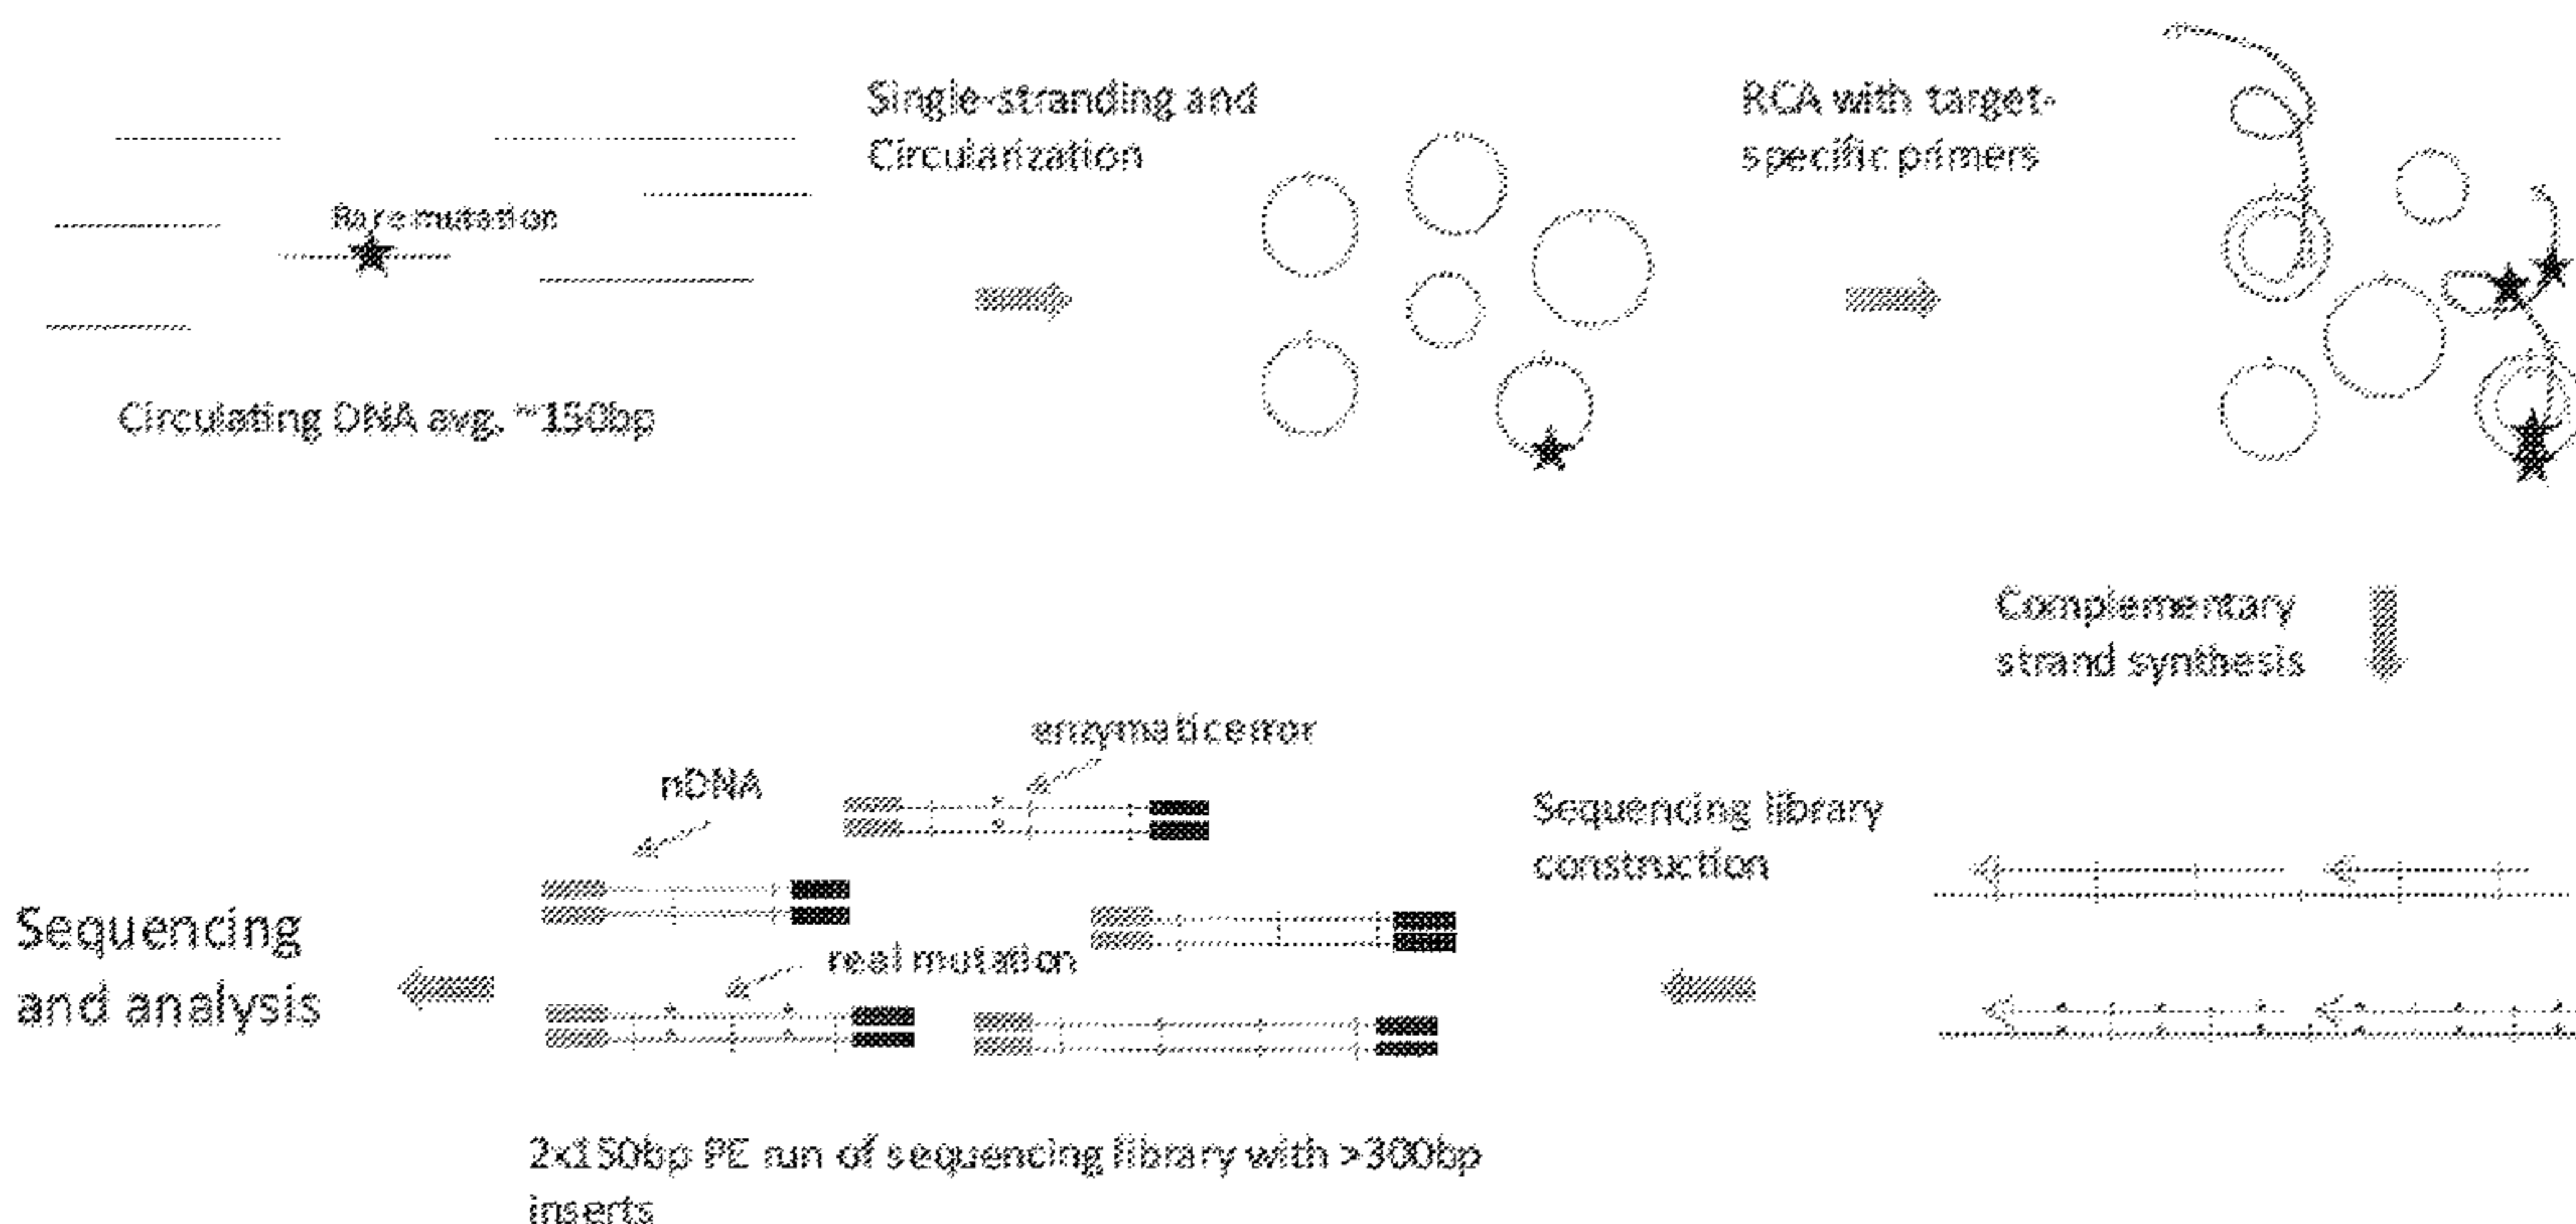 Single-stranding and
Circularization
RCA with target-
specific primers
Rare mutation
Circulating DNA avg. ~150bp
Complementary
strand synthesis
enzymatic error
nDNA
Sequencing library
construction
Sequencing
and analysis
real mutation
2x150bp PE run of sequencing library with >300bp
inserts